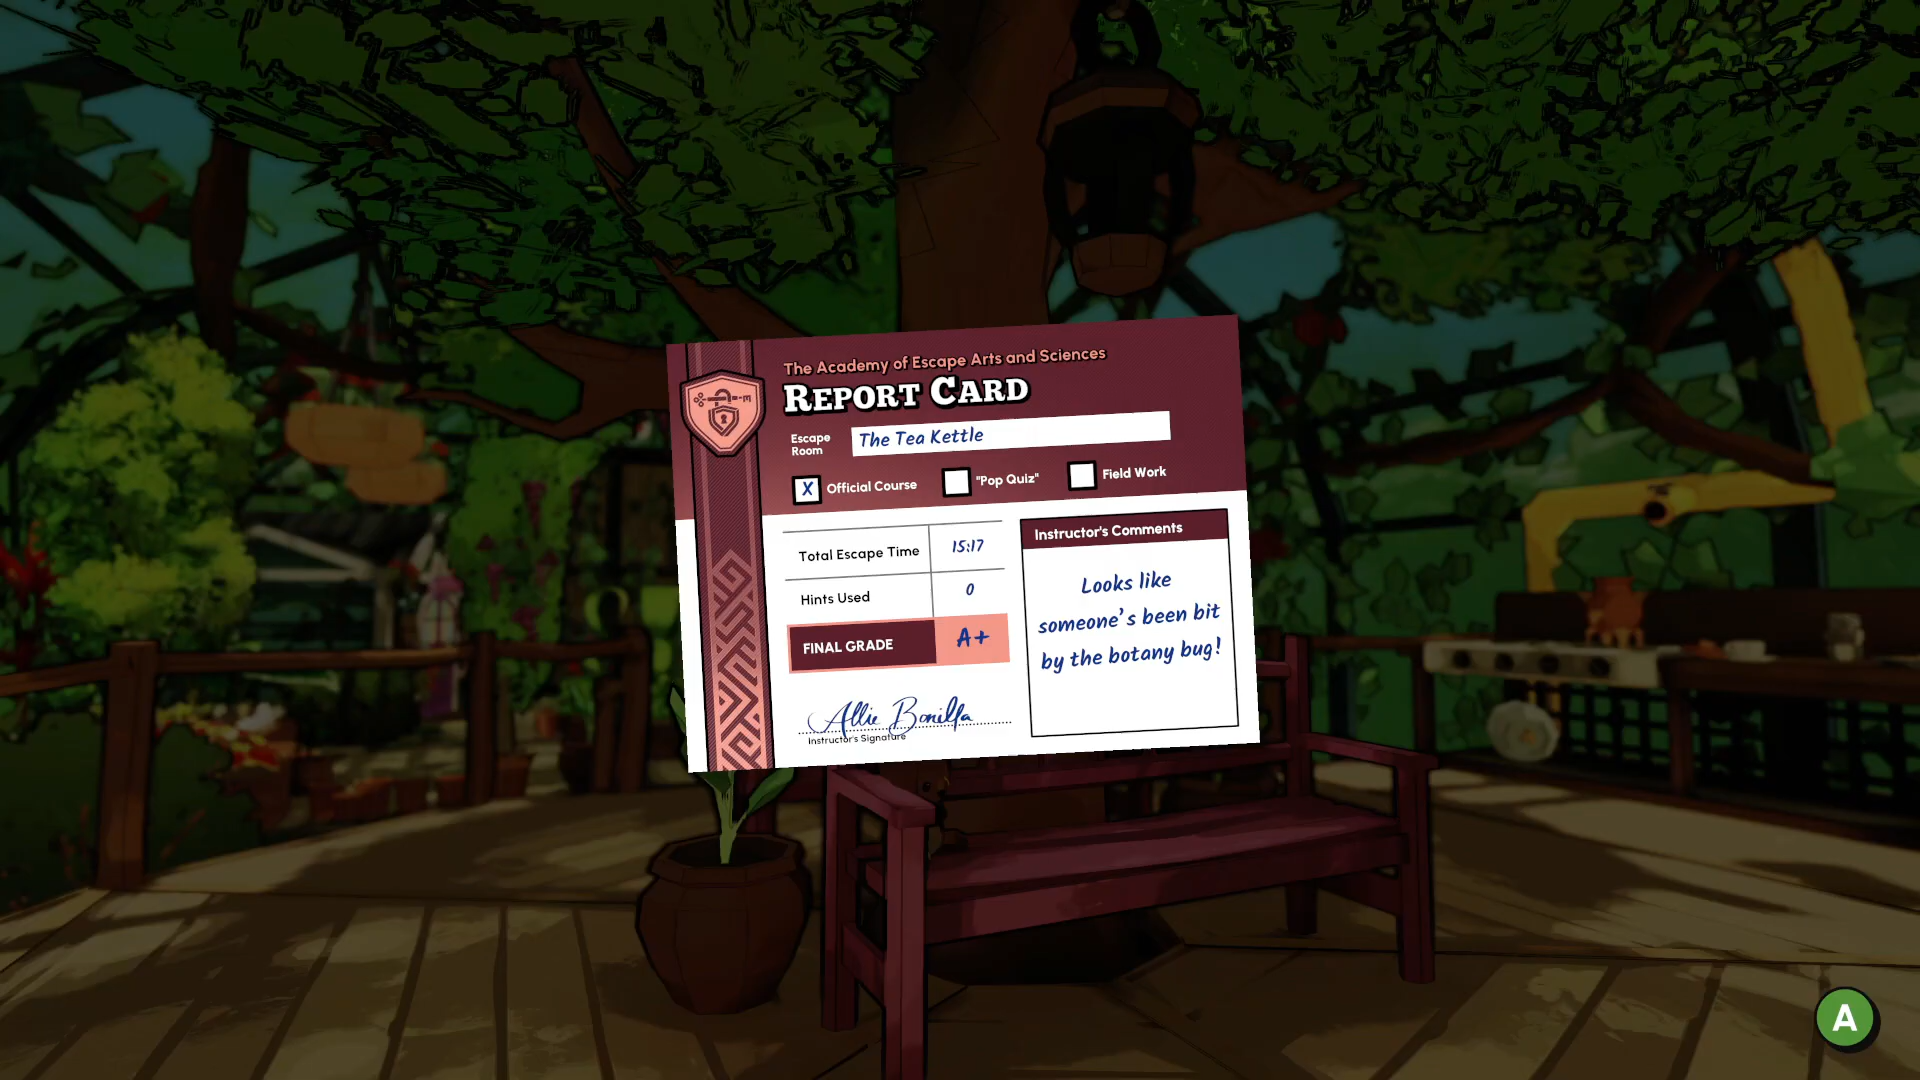 The Academy of Escape Arts and Sciences
REPORT CARD
Escape
Room
The Tea Kettle
X Official Course
"Pop Quiz"
Field Work
Total Escape Time 15:17
Hints Used 0
FINAL GRADE A+
Allie Bonilla
Instructor's Signature
Instructor's Comments
Looks like
someone's been bit
by the botany bug!
A